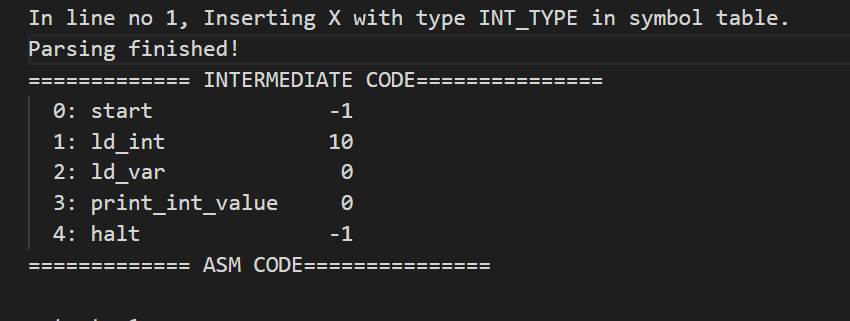 In line no 1, Inserting X with type INT_TYPE in symbol table.
Parsing finished!
============= INTERMEDIATE CODE===============
0: start -1
1: ld_int 10
2: ld_var 0
3: print_int_value 0
4: halt -1
============= ASM CODE===============